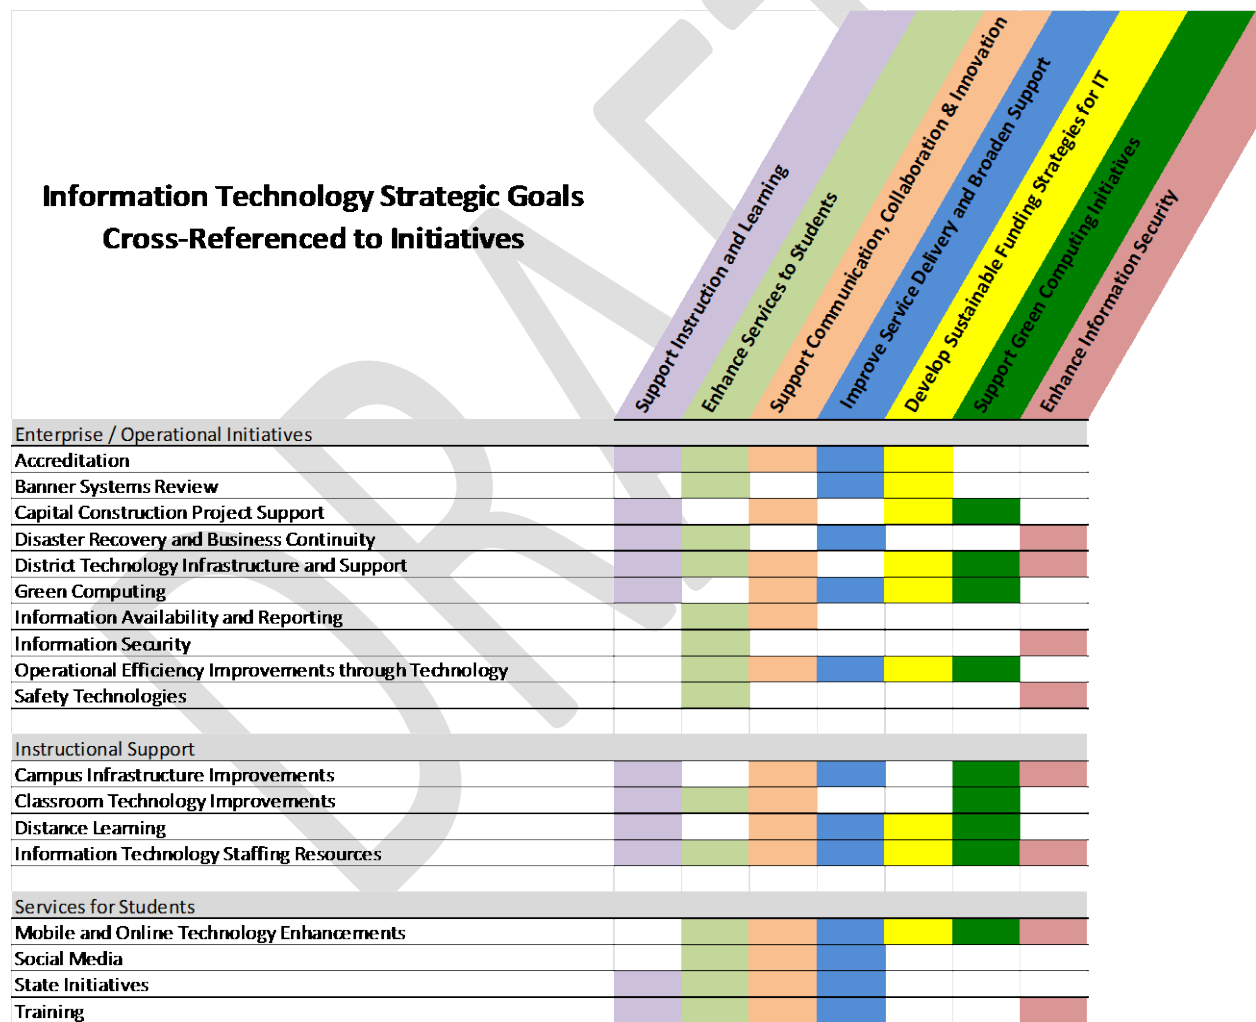 DRAFT
Information Technology Strategic Goals
Cross-Referenced to Initiatives
Support Instruction and Learning
Enhance Services to Students
Support Communication, Collaboration & Innovation
Improve Service Delivery and Broaden Support
Develop Sustainable Funding Strategies for IT
Support Green Computing Initiatives
Enhance Information Security
Enterprise / Operational Initiatives
Accreditation
Banner Systems Review
Capital Construction Project Support
Disaster Recovery and Business Continuity
District Technology Infrastructure and Support
Green Computing
Information Availability and Reporting
Information Security
Operational Efficiency Improvements through Technology
Safety Technologies
Instructional Support
Campus Infrastructure Improvements
Classroom Technology Improvements
Distance Learning
Information Technology Staffing Resources
Services for Students
Mobile and Online Technology Enhancements
Social Media
State Initiatives
Training